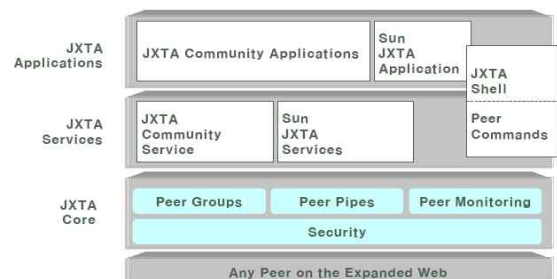 JXTA
Applications
JXTA Community Applications
Sun
JXTA
Application
JXTA
Shell
Peer
Commands
JXTA
Services
JXTA
Community
Service
Sun
JXTA
Services
JXTA
Core
Peer Groups
Peer Pipes
Peer Monitoring
Security
Any Peer on the Expanded Web